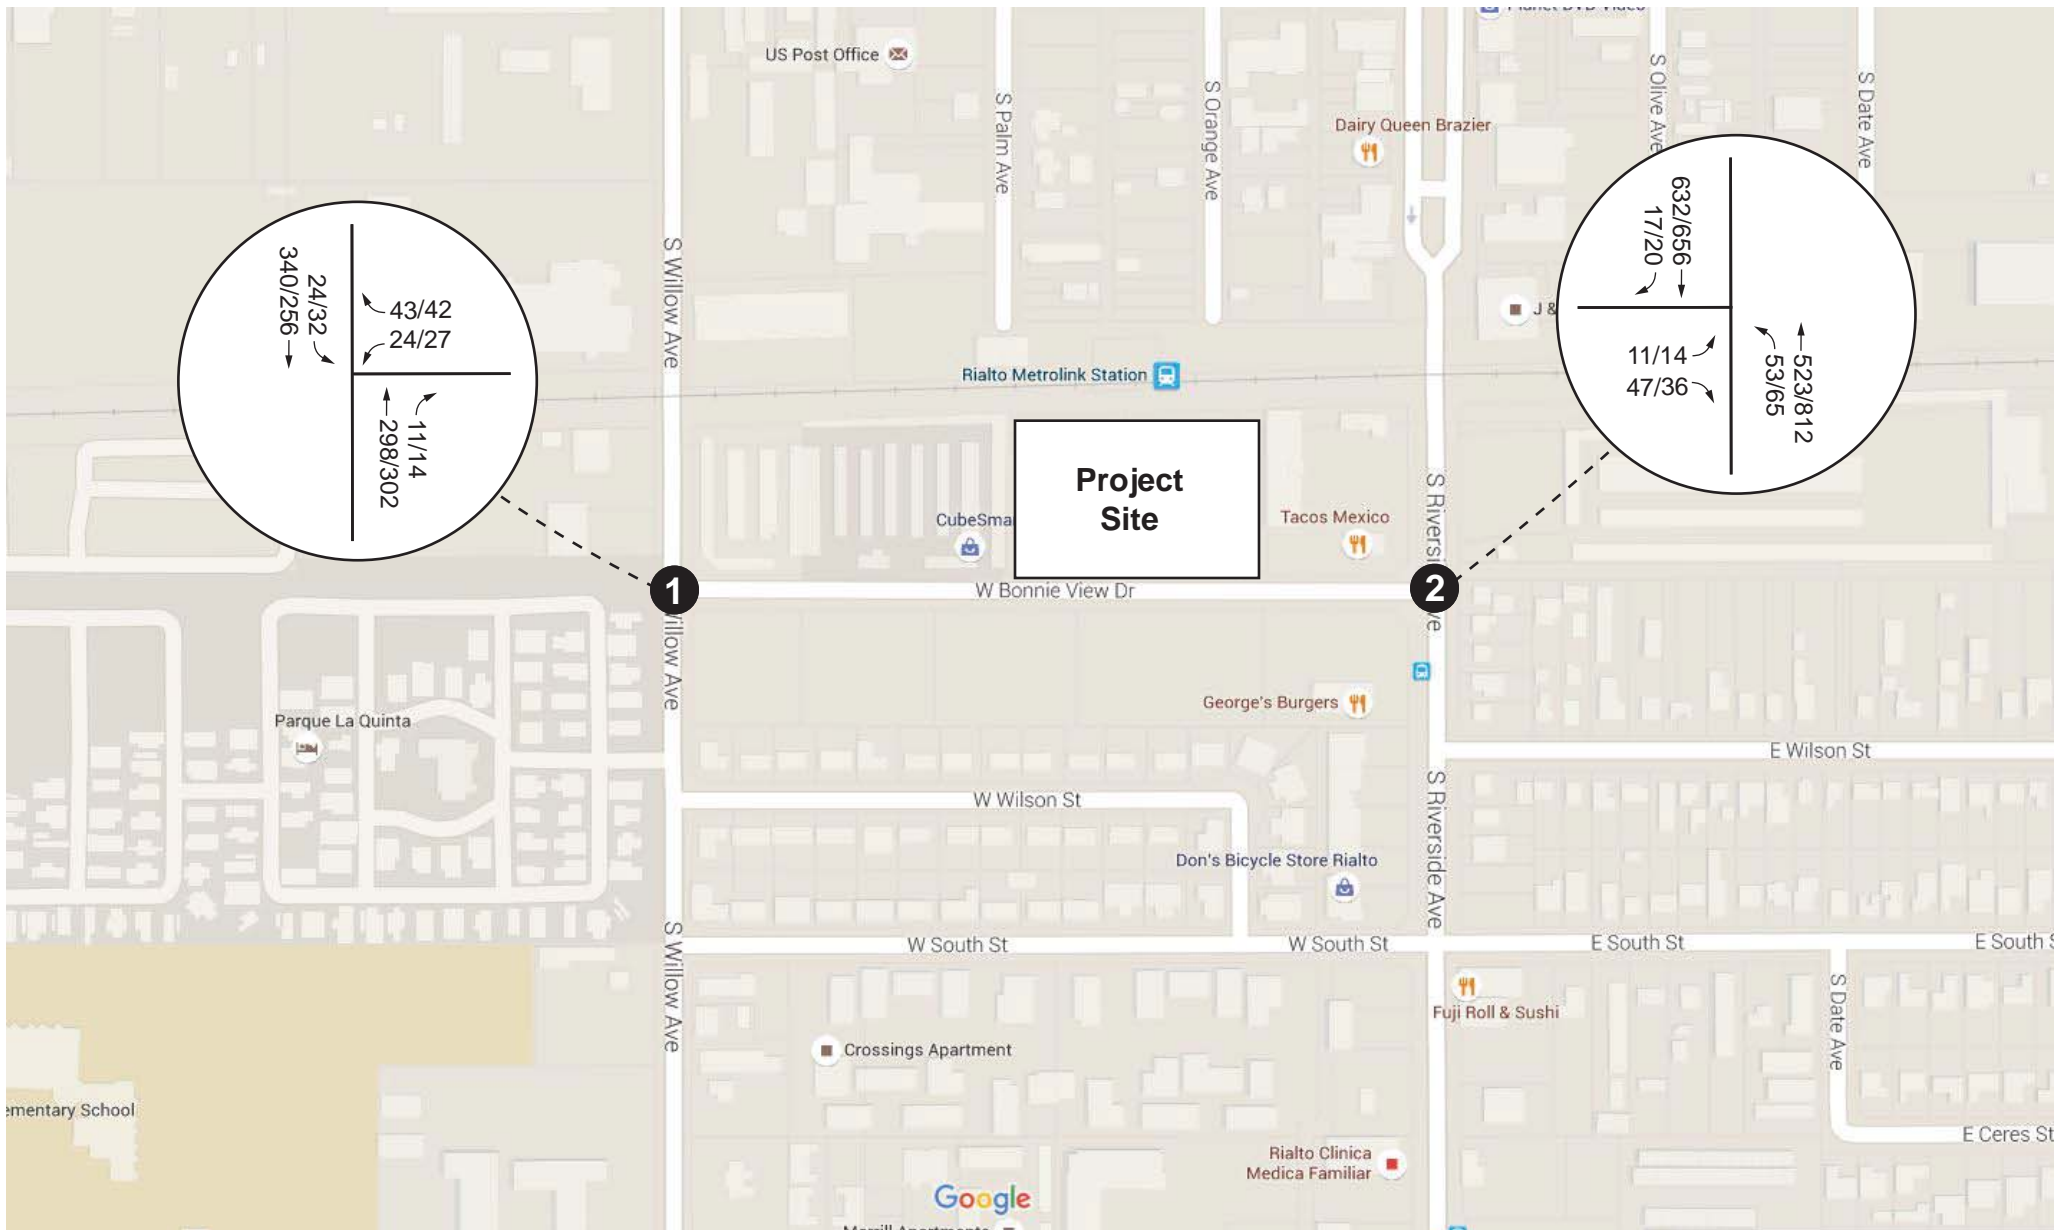 Planet DVD Video
US Post Office
S Palm Ave
S Orange Ave
S Olive Ave
S Date Ave
Dairy Queen Brazier
632/656
17/20
11/14
47/36
523/812
53/65
J &
S Willow Ave
340/256
24/32
43/42
24/27
11/14
298/302
Rialto Metrolink Station
Project
Site
CubeSma
Tacos Mexico
S Riversi
ve
1
W Bonnie View Dr
2
illow Ave
George's Burgers
Parque La Quinta
E Wilson St
W Wilson St
S Riverside Ave
Don's Bicycle Store Rialto
S Willow Ave
W South St
W South St
E South St
E South S
Fuji Roll & Sushi
S Date Ave
Crossings Apartment
ementary School
E Ceres St
Rialto Clinica
Medica Familiar
Google